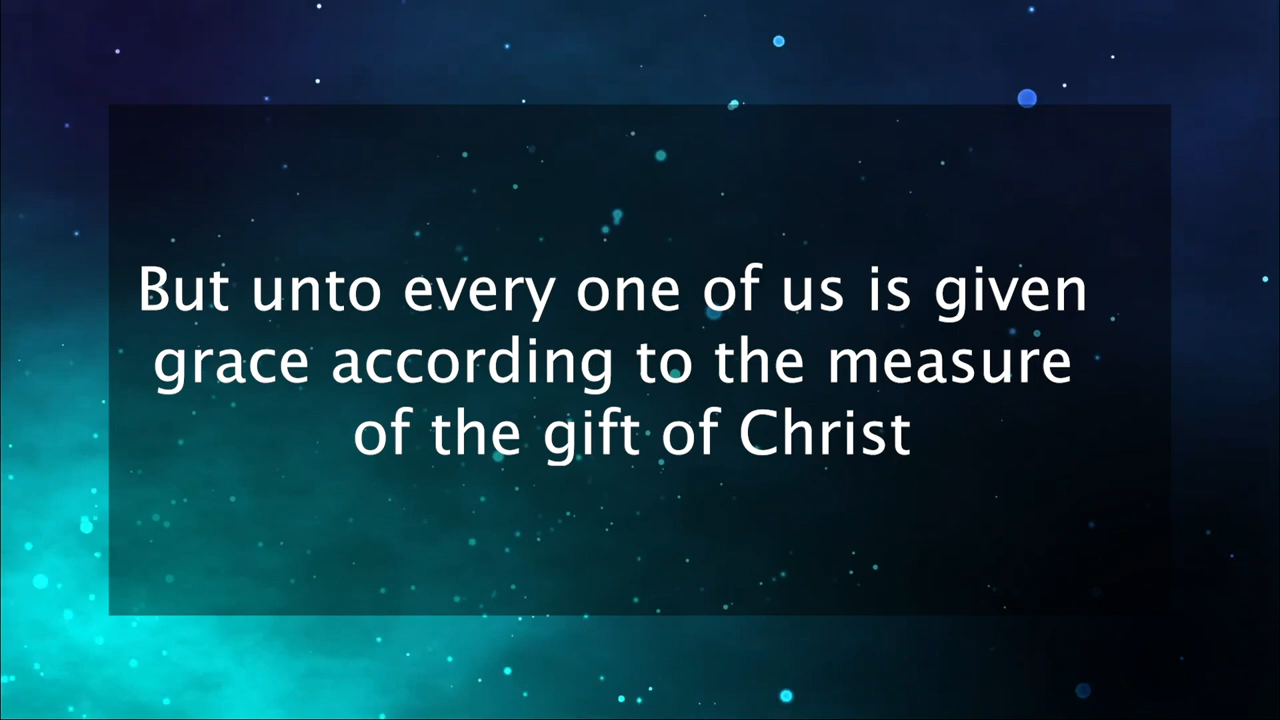 But unto every one of us is given
grace according to the measure
of the gift of Christ